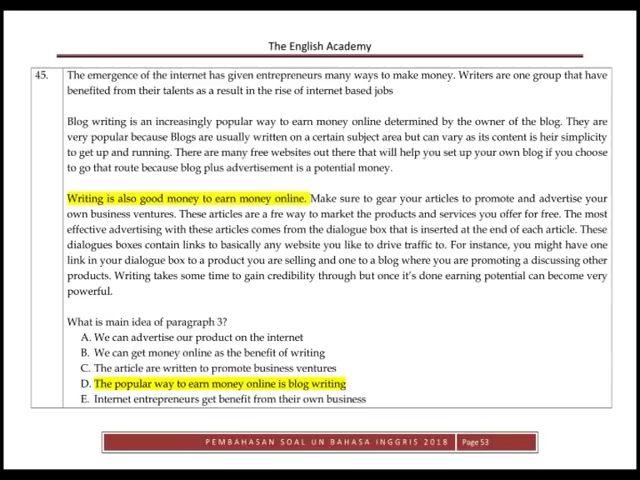 The English Academy
45. The emergence of the internet has given entrepreneurs many ways to make money. Writers are one group that have
benefited from their talents as a result in the rise of internet based jobs
Blog writing is an increasingly popular way to earn money online determined by the owner of the blog. They are
very popular because Blogs are usually written on a certain subject area but can vary as its content is heir simplicity
to get up and running. There are many free websites out there that will help you set up your own blog if you choose
to go that route because blog plus advertisement is a potential money.
Writing is also good money to earn money online. Make sure to gear your articles to promote and advertise your
own business ventures. These articles are a fre way to market the products and services you offer for free. The most
effective advertising with these articles comes from the dialogue box that is inserted at the end of each article. These
dialogues boxes contain links to basically any website you like to drive traffic to. For instance, you might have one
link in your dialogue box to a product you are selling and one to a blog where you are promoting a discussing other
products. Writing takes some time to gain credibility through but once it's done earning potential can become very
powerful.
What is main idea of paragraph 3?
A. We can advertise our product on the internet
B. We can get money online as the benefit of writing
C. The article are written to promote business ventures
D. The popular way to earn money online is blog writing
E. Internet entrepreneurs get benefit from their own business
PEMBAHASAN SOAL UN BAHASA INGGRIS 2018 Page 53